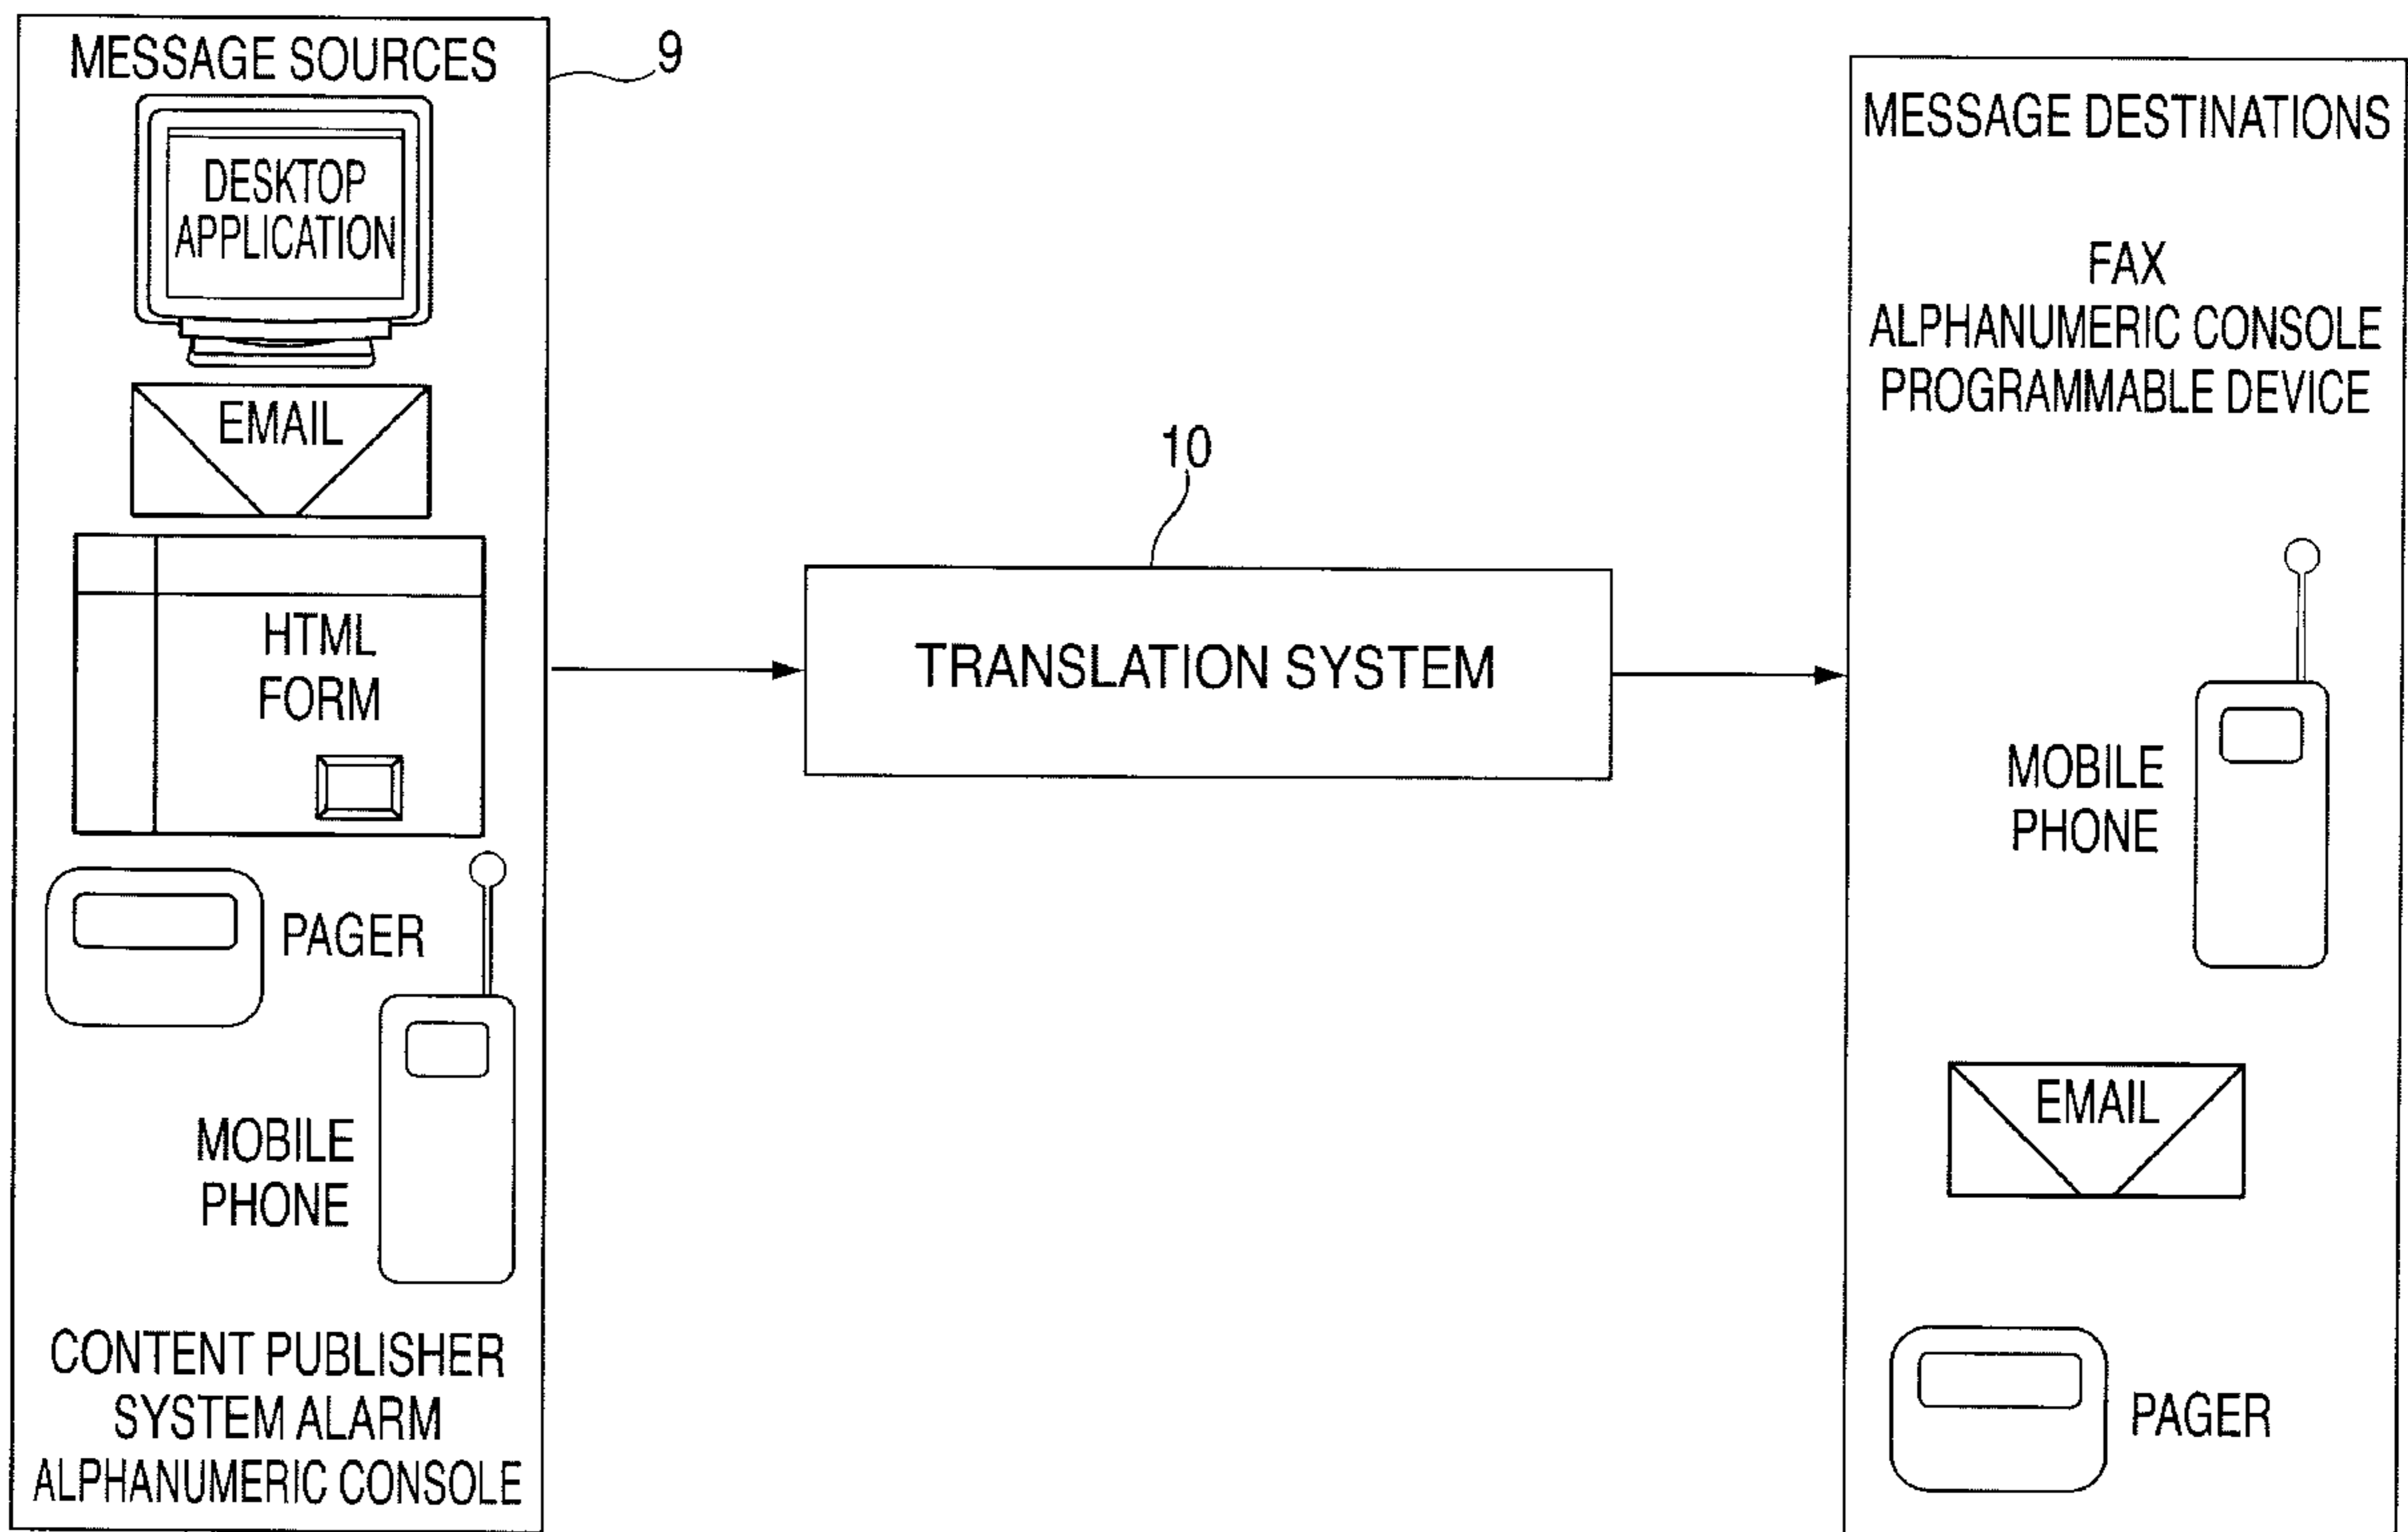 MESSAGE SOURCES
9
DESKTOP
APPLICATION
EMAIL
HTML
FORM
PAGER
MOBILE
PHONE
CONTENT PUBLISHER
SYSTEM ALARM
ALPHANUMERIC CONSOLE
10
TRANSLATION SYSTEM
MESSAGE DESTINATIONS
FAX
ALPHANUMERIC CONSOLE
PROGRAMMABLE DEVICE
MOBILE
PHONE
EMAIL
PAGER